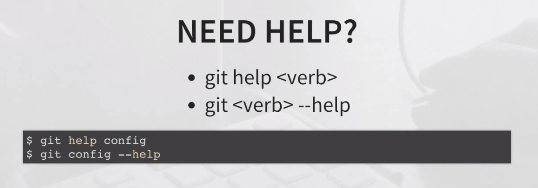 NEED HELP?
• git help <verb>
• git <verb> --help
$ git help config
$ git config --help